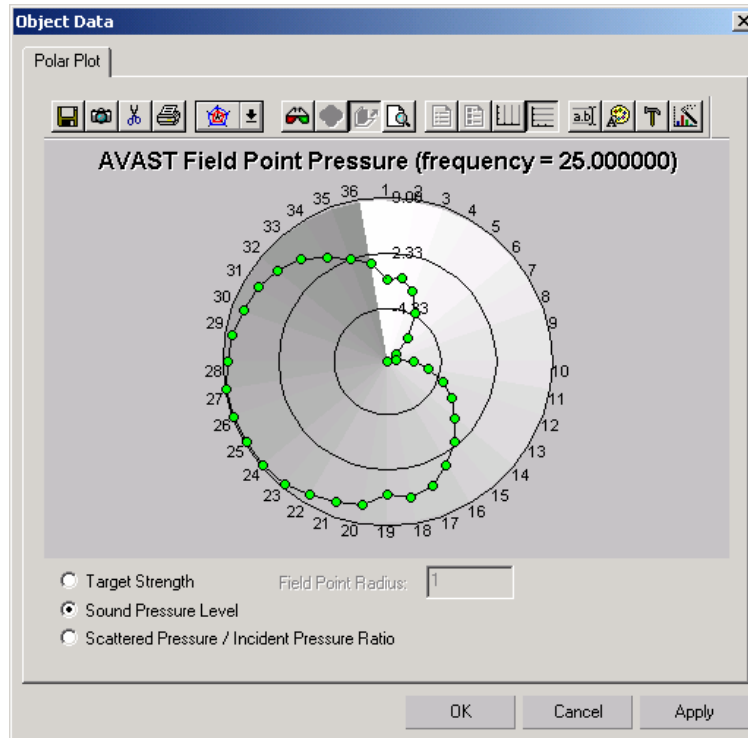 Object Data
Polar Plot
a.b
AVAST Field Point Pressure (frequency = 25.000000)
36 1 2
35 9.00 3
34 4
33 5
32 2.33 6
31 7
30 -4.33 8
29 9
28 10
27 11
26 12
25 13
24 14
23 15
22 16
21 17
20 19 18
Target Strength Field Point Radius: 1
Sound Pressure Level
Scattered Pressure / Incident Pressure Ratio
OK Cancel Apply